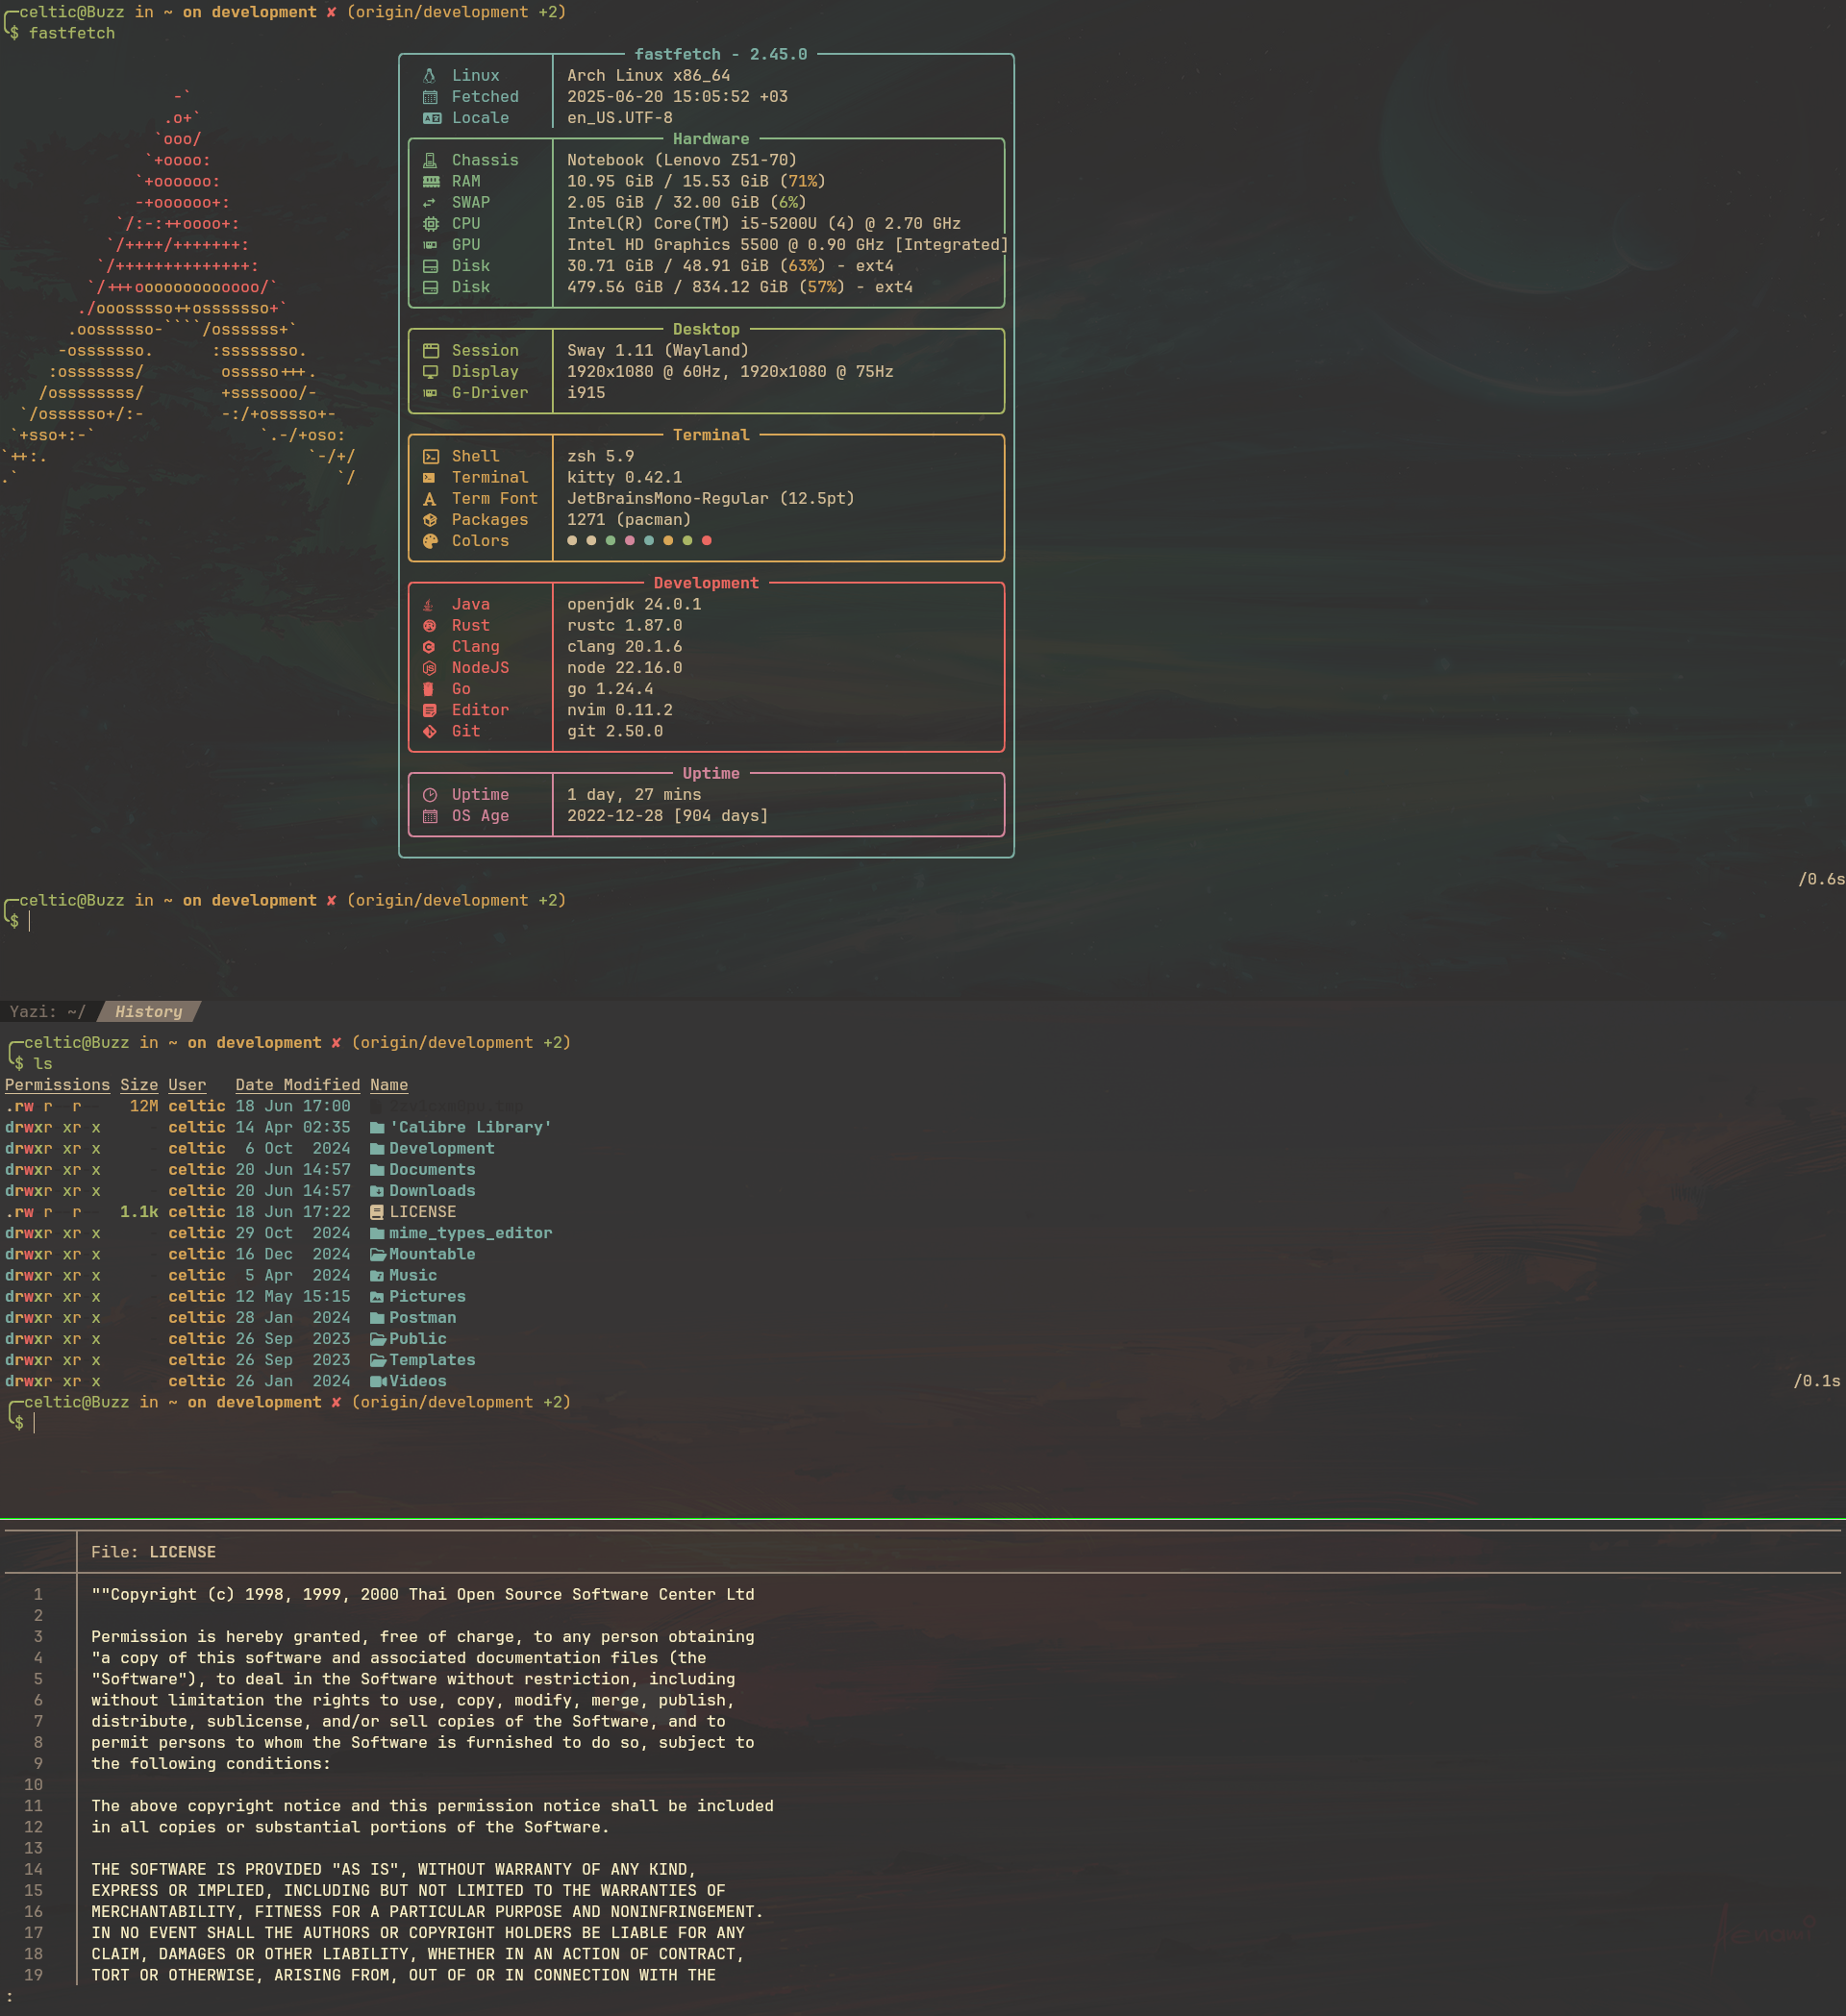 ╭─celtic@Buzz in ~ on development ✘ (origin/development +2)
╰$ fastfetch
fastfetch - 2.45.0
Linux Arch Linux x86_64
Fetched 2025-06-20 15:05:52 +03
Locale en_US.UTF-8
Hardware
Chassis Notebook (Lenovo Z51-70)
RAM 10.95 GiB / 15.53 GiB (71%)
SWAP 2.05 GiB / 32.00 GiB (6%)
CPU Intel(R) Core(TM) i5-5200U (4) @ 2.70 GHz
GPU Intel HD Graphics 5500 @ 0.90 GHz [Integrated]
Disk 30.71 GiB / 48.91 GiB (63%) - ext4
Disk 479.56 GiB / 834.12 GiB (57%) - ext4
Desktop
Session Sway 1.11 (Wayland)
Display 1920x1080 @ 60Hz, 1920x1080 @ 75Hz
G-Driver i915
Terminal
Shell zsh 5.9
Terminal kitty 0.42.1
Term Font JetBrainsMono-Regular (12.5pt)
Packages 1271 (pacman)
Colors
Development
Java openjdk 24.0.1
Rust rustc 1.87.0
Clang clang 20.1.6
NodeJS node 22.16.0
Go go 1.24.4
Editor nvim 0.11.2
Git git 2.50.0
Uptime
Uptime 1 day, 27 mins
OS Age 2022-12-28 [904 days]
/0.6s
╭─celtic@Buzz in ~ on development ✘ (origin/development +2)
╰$
Yazi: ~/ History
╭─celtic@Buzz in ~ on development ✘ (origin/development +2)
╰$ ls
Permissions Size User Date Modified Name
.rw r r 12M celtic 18 Jun 17:00
drwxr xr x celtic 14 Apr 02:35 'Calibre Library'
drwxr xr x celtic 6 Oct 2024 Development
drwxr xr x celtic 20 Jun 14:57 Documents
drwxr xr x celtic 20 Jun 14:57 Downloads
.rw r r 1.1k celtic 18 Jun 17:22 LICENSE
drwxr xr x celtic 29 Oct 2024 mime_types_editor
drwxr xr x celtic 16 Dec 2024 Mountable
drwxr xr x celtic 5 Apr 2024 Music
drwxr xr x celtic 12 May 15:15 Pictures
drwxr xr x celtic 28 Jan 2024 Postman
drwxr xr x celtic 26 Sep 2023 Public
drwxr xr x celtic 26 Sep 2023 Templates
drwxr xr x celtic 26 Jan 2024 Videos /0.1s
╭─celtic@Buzz in ~ on development ✘ (origin/development +2)
╰$
File: LICENSE
1 ""Copyright (c) 1998, 1999, 2000 Thai Open Source Software Center Ltd
2
3 Permission is hereby granted, free of charge, to any person obtaining
4 "a copy of this software and associated documentation files (the
5 "Software"), to deal in the Software without restriction, including
6 without limitation the rights to use, copy, modify, merge, publish,
7 distribute, sublicense, and/or sell copies of the Software, and to
8 permit persons to whom the Software is furnished to do so, subject to
9 the following conditions:
10
11 The above copyright notice and this permission notice shall be included
12 in all copies or substantial portions of the Software.
13
14 THE SOFTWARE IS PROVIDED "AS IS", WITHOUT WARRANTY OF ANY KIND,
15 EXPRESS OR IMPLIED, INCLUDING BUT NOT LIMITED TO THE WARRANTIES OF
16 MERCHANTABILITY, FITNESS FOR A PARTICULAR PURPOSE AND NONINFRINGEMENT.
17 IN NO EVENT SHALL THE AUTHORS OR COPYRIGHT HOLDERS BE LIABLE FOR ANY
18 CLAIM, DAMAGES OR OTHER LIABILITY, WHETHER IN AN ACTION OF CONTRACT,
19 TORT OR OTHERWISE, ARISING FROM, OUT OF OR IN CONNECTION WITH THE
: